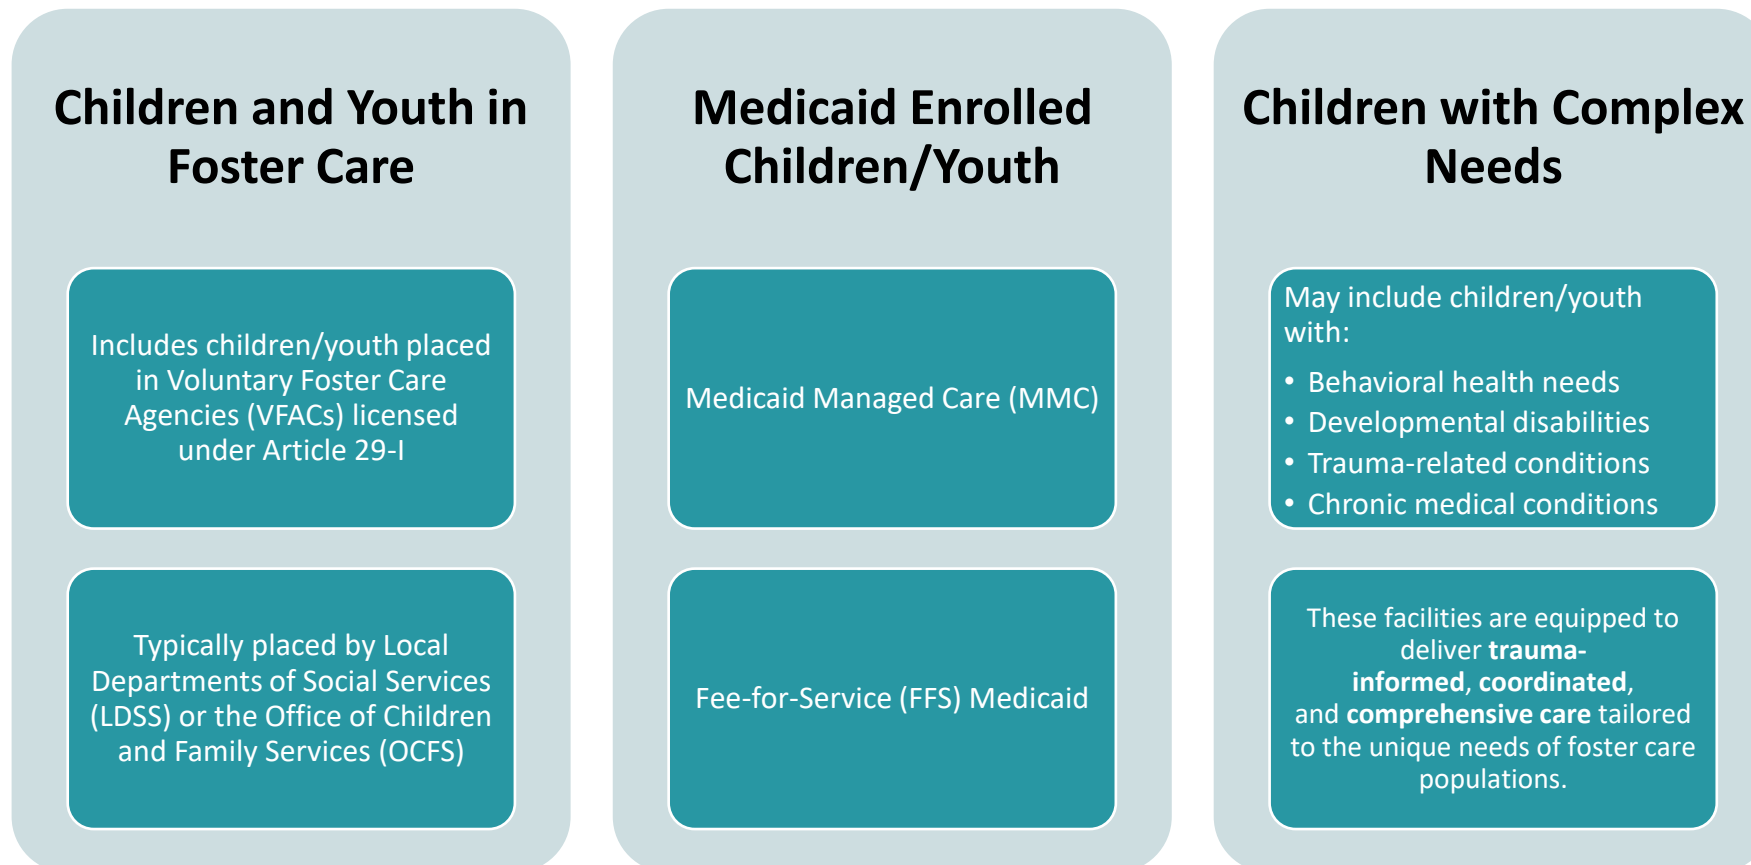 Children and Youth in
Foster Care
Includes children/youth placed
in Voluntary Foster Care
Agencies (VFACs) licensed
under Article 29-I
Typically placed by Local
Departments of Social Services
(LDSS) or the Office of Children
and Family Services (OCFS)
Medicaid Enrolled
Children/Youth
Medicaid Managed Care (MMC)
Fee-for-Service (FFS) Medicaid
Children with Complex
Needs
May include children/youth
with:
• Behavioral health needs
• Developmental disabilities
• Trauma-related conditions
• Chronic medical conditions
These facilities are equipped to
deliver trauma-
informed, coordinated,
and comprehensive care tailored
to the unique needs of foster care
populations.